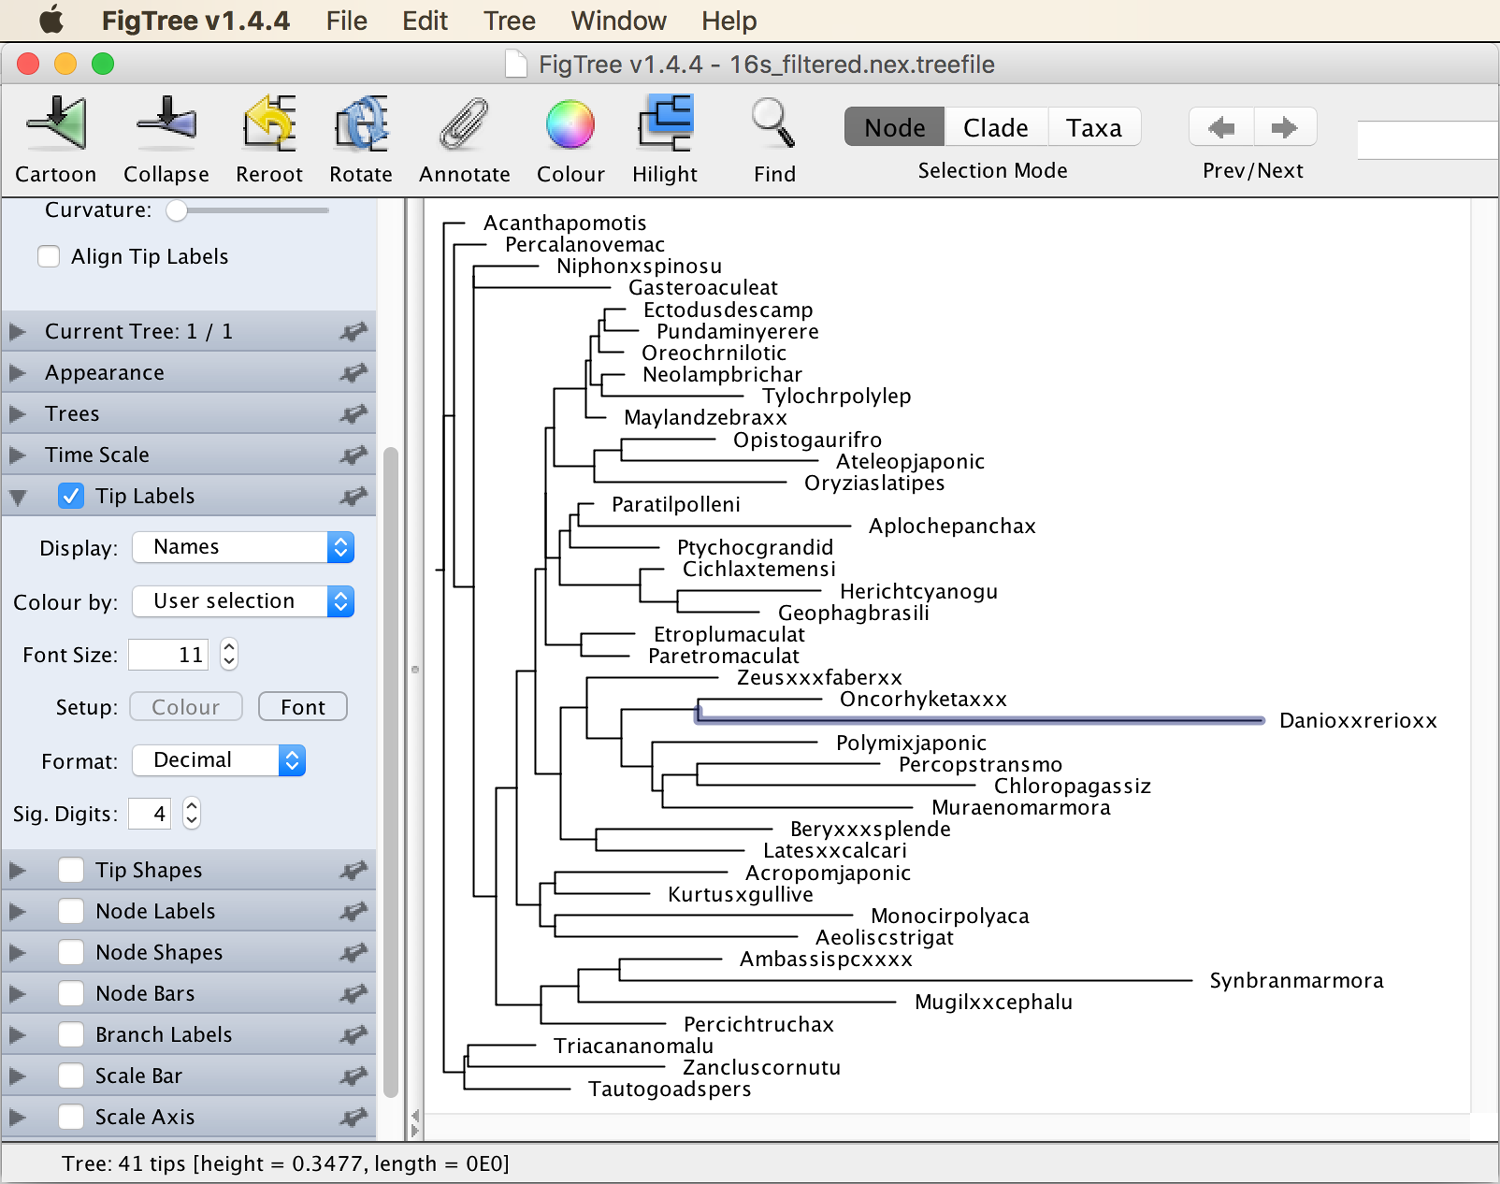 FigTree v1.4.4 File Edit Tree Window Help
FigTree v1.4.4 - 16s_filtered.nex.treefile
Cartoon Collapse Reroot Rotate Annotate Colour Hilight Find
Node Clade Taxa
Selection Mode
Prev/Next
Curvature:
Align Tip Labels
Current Tree: 1 / 1
Appearance
Trees
Time Scale
Tip Labels
Display: Names
Colour by: User selection
Font Size: 11
Setup: Colour Font
Format: Decimal
Sig. Digits: 4
Tip Shapes
Node Labels
Node Shapes
Node Bars
Branch Labels
Scale Bar
Scale Axis
Acanthapomotis
Percalanovemac
Niphonxspinosu
Gasteroaculeat
Ectodusdescamp
Pundaminyerere
Oreochrnilotic
Neolampbrichar
Tylochrpolylep
Maylandzebraxx
Opistogaurifro
Ateleopjaponic
Oryziaslatipes
Paratilpolleni
Aplochepanchax
Ptychocgrandid
Cichlaxtemensi
Herichtcyanogu
Geophagbrasili
Etroplumaculat
Paretromaculat
Zeusxxxfaberxx
Oncorhyketaxxx
Danioxxrerioxx
Polymixjaponic
Percopstransmo
Chloropagassiz
Muraenomarmora
Beryxxxsplende
Latesxxcalcari
Acropomjaponic
Kurtusxgullive
Monocirpolyaca
Aeoliscstrigat
Ambassispcxxxx
Synbranmarmora
Mugilxxcephalu
Percichtruchax
Triacananomalu
Zancluscornutu
Tautogoadspers
Tree: 41 tips [height = 0.3477, length = 0E0]